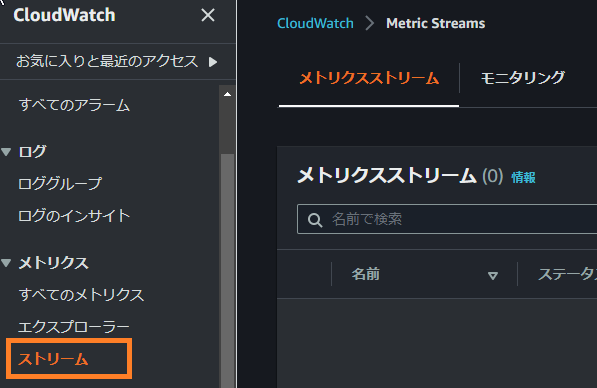 CloudWatch
お気に入りと最近のアクセス
すべてのアラーム
ログ
ロググループ
ログのインサイト
メトリクス
すべてのメトリクス
エクスプローラー
ストリーム
CloudWatch > Metric Streams
メトリクスストリーム モニタリング
メトリクスストリーム (0) 情報
名前で検索
名前 ステータス